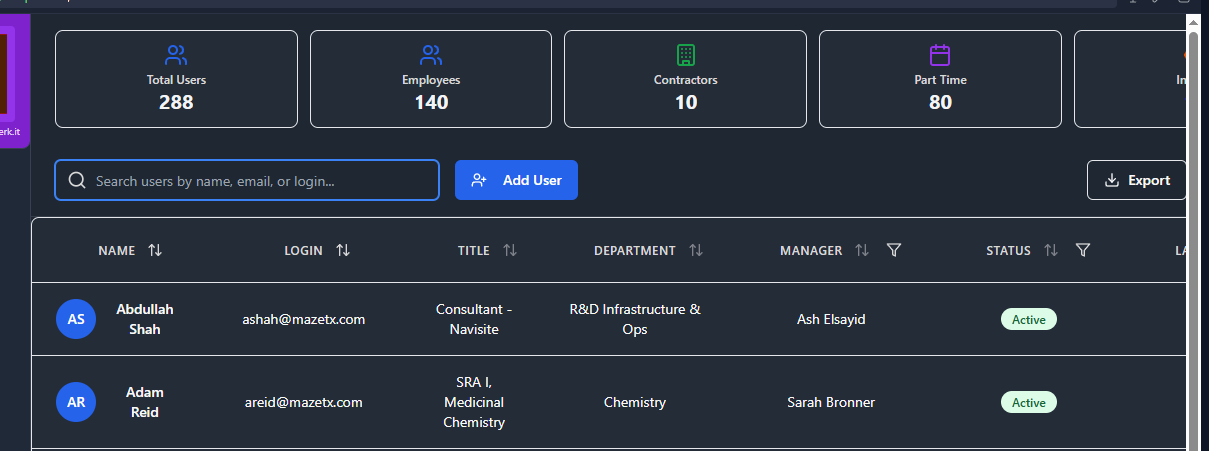 Total Users
288
Employees
140
Contractors
10
Part Time
80
erk.it
Search users by name, email, or login...
Add User
Export
NAME LOGIN TITLE DEPARTMENT MANAGER STATUS
AS
Abdullah
Shah
ashah@mazetx.com
Consultant -
Navisite
R&D Infrastructure &
Ops
Ash Elsayid
Active
AR
Adam
Reid
areid@mazetx.com
SRA I,
Medicinal
Chemistry
Chemistry
Sarah Bronner
Active